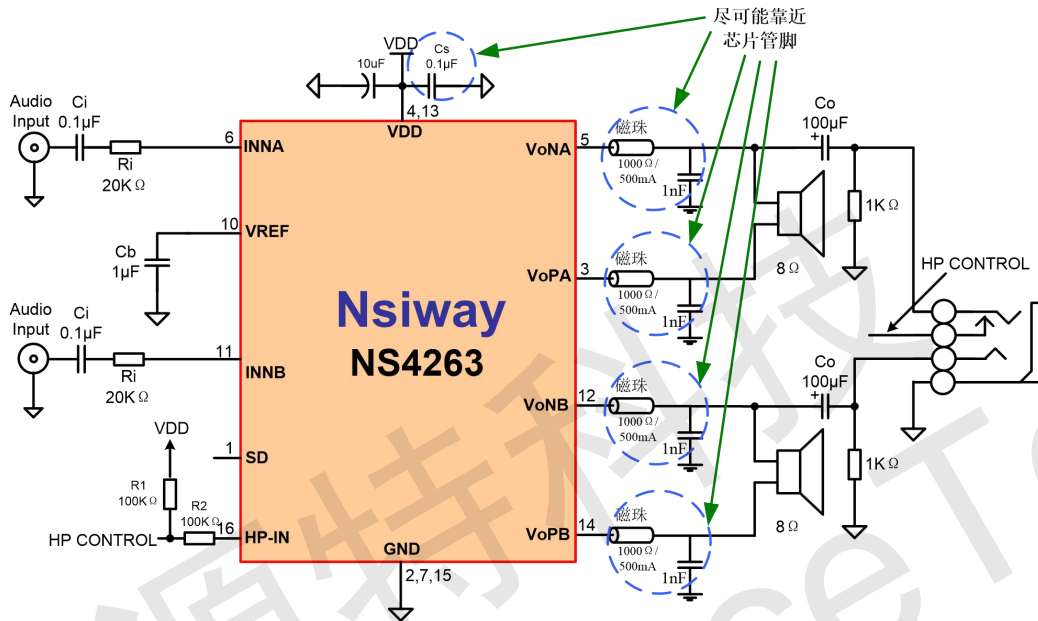 尽可能靠近
芯片管脚
VDD
Cs
0.1μF
10uF
4,13
VDD
Audio
Input
Ci
0.1μF
Ri
20KΩ
6
INNA
10
VREF
Cb
1μF
Audio
Input
Ci
0.1μF
Ri
20KΩ
11
INNB
VDD
1
SD
R1
100KΩ
R2
100KΩ
HP CONTROL
16
HP-IN
Nsiway
NS4263
GND
2,7,15
VoNA
5
磁珠
1000Ω/
500mA
1nF
VoPA
3
磁珠
1000Ω/
500mA
1nF
VoNB
12
磁珠
1000Ω/
500mA
1nF
VoPB
14
磁珠
1000Ω/
500mA
1nF
Co
100μF
+
1KΩ
8Ω
HP CONTROL
Co
100μF
+
1KΩ
8Ω
源特科技
ce T